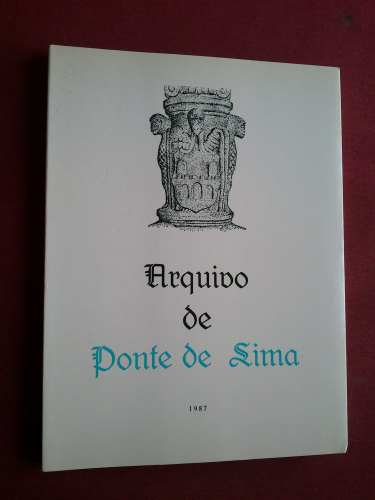 Arquivo
de
Ponte de Lima
1987